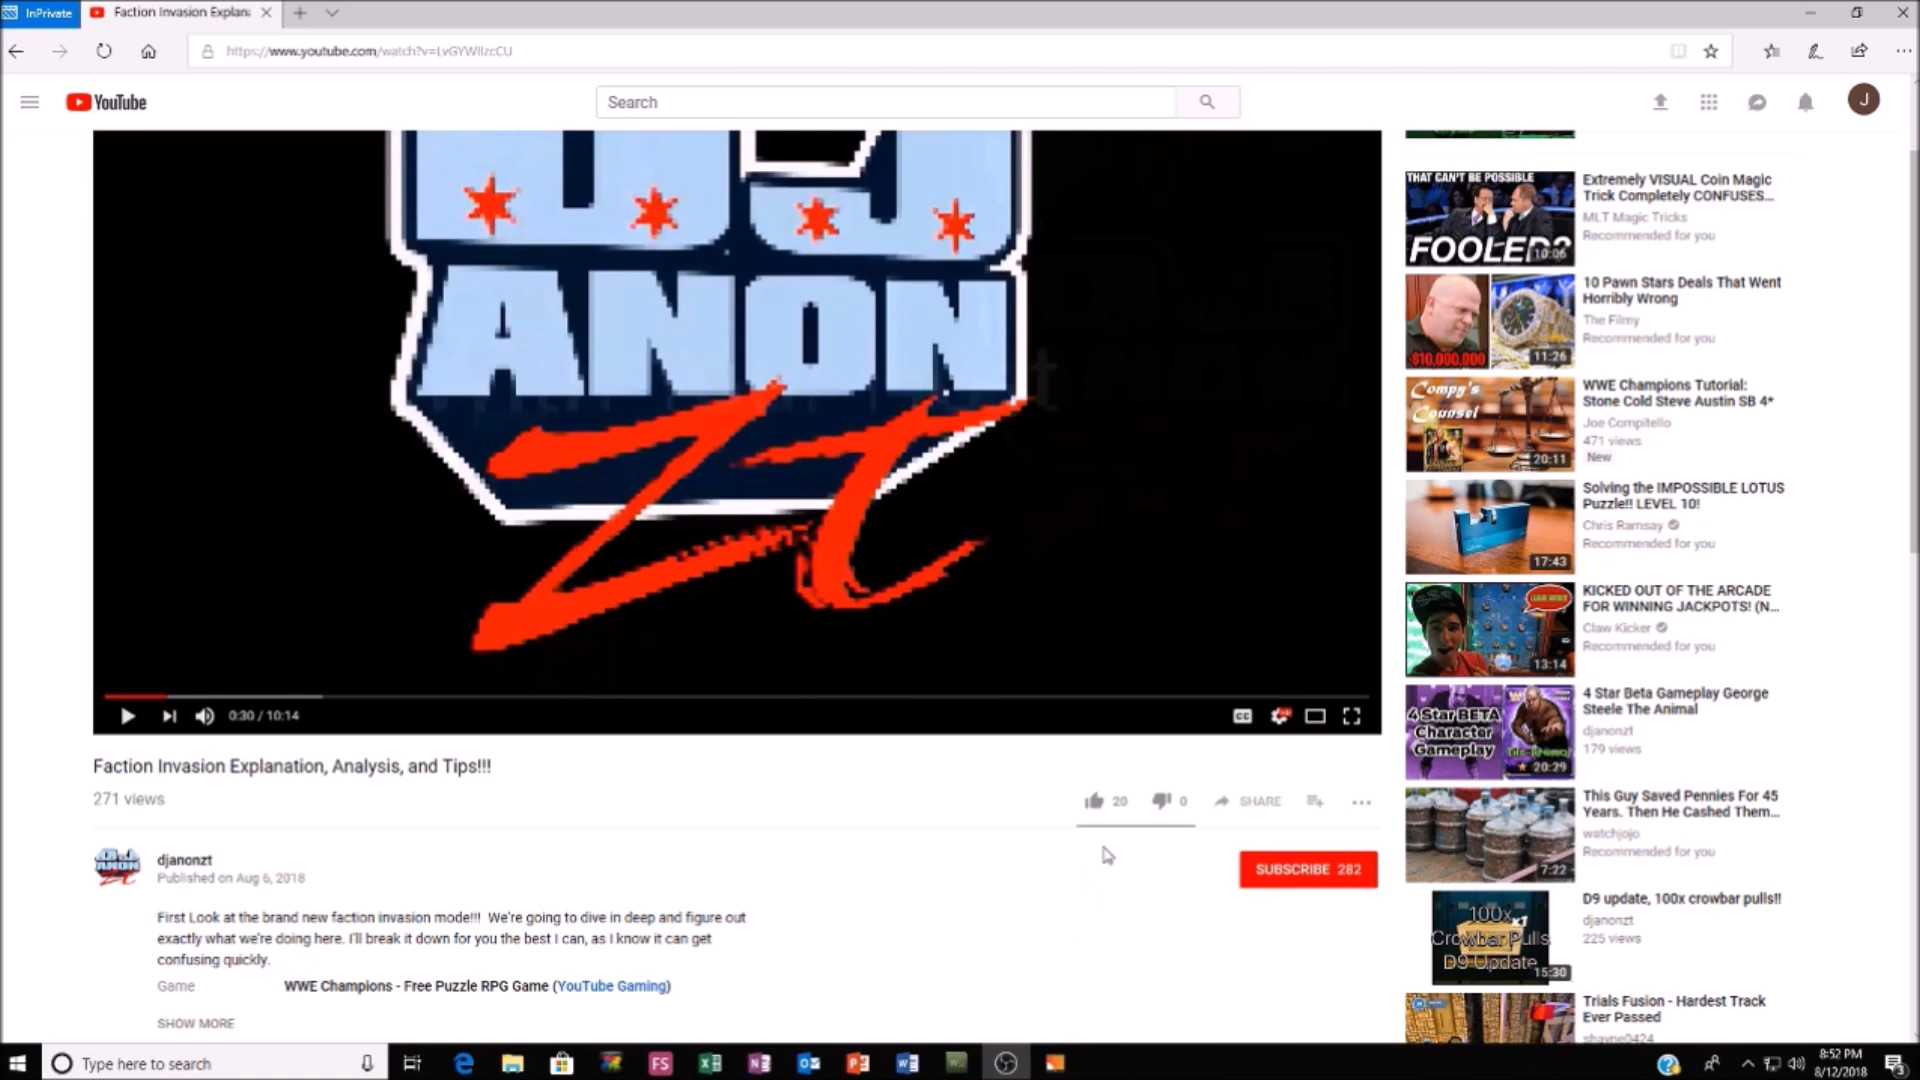 InPrivate
Faction Invasion Explan
https://www.youtube.com/watch?v=LvGYWIIzcCU
YouTube
Search
J
ANON
Zt
0:30 / 10:14
CC
Faction Invasion Explanation, Analysis, and Tips!!!
271 views
20
0
SHARE
djanonzt
Published on Aug 6, 2018
SUBSCRIBE 282
First Look at the brand new faction invasion mode!!! We're going to dive in deep and figure out
exactly what we're doing here. I'll break it down for you the best I can, as I know it can get
confusing quickly.
Game WWE Champions - Free Puzzle RPG Game (YouTube Gaming)
SHOW MORE
THAT CAN'T BE POSSIBLE
FOOLED?
10:06
Extremely VISUAL Coin Magic
Trick Completely CONFUSES...
MLT Magic Tricks
Recommended for you
$10,000,000
11:26
10 Pawn Stars Deals That Went
Horribly Wrong
The Filmy
Recommended for you
Compy's
Counsel
20:11
WWE Champions Tutorial:
Stone Cold Steve Austin SB 4*
Joe Compitello
471 views
New
17:43
Solving the IMPOSSIBLE LOTUS
Puzzle!! LEVEL 10!
Chris Ramsay
Recommended for you
13:14
KICKED OUT OF THE ARCADE
FOR WINNING JACKPOTS! (N...
Claw Kicker
Recommended for you
4 Star BETA
Character
Gameplay
20:29
4 Star Beta Gameplay George
Steele The Animal
djanonzt
179 views
7:22
This Guy Saved Pennies For 45
Years. Then He Cashed Them...
watchjojo
Recommended for you
100x
Crowbar Pulls
D9 Update
15:30
D9 update, 100x crowbar pulls!!
djanonzt
225 views
Trials Fusion - Hardest Track
Ever Passed
shayne0424
Type here to search
FS
8:52 PM
8/12/2018
3